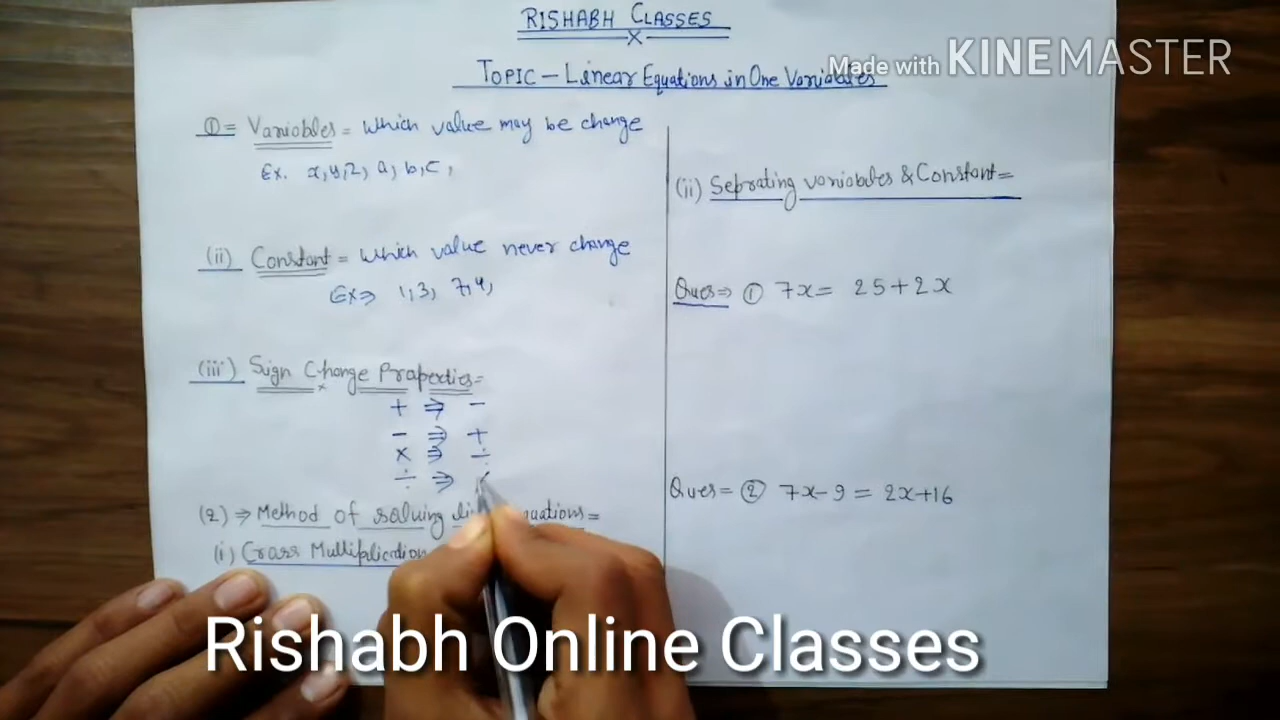 RISHABH CLASSES
Made with KINEMASTER
TOPIC - Linear Equations in One Variables
① = Variables = Which value may be change
Ex. x, y, z, a, b, c,
(ii) Constant = Which value never change
Ex ⇒ 1, 3, 7, 4,
(iii) Sign Change Properties =
+ ⇒ -
- ⇒ +
× ⇒ ÷
÷ ⇒
(2) ⇒ Method of solving equations =
(i) Cross Multiplication
(ii) Seprating variables & Constant =
Ques ⇒ ① 7x = 25 + 2x
Ques = ② 7x - 9 = 2x + 16
Rishabh Online Classes